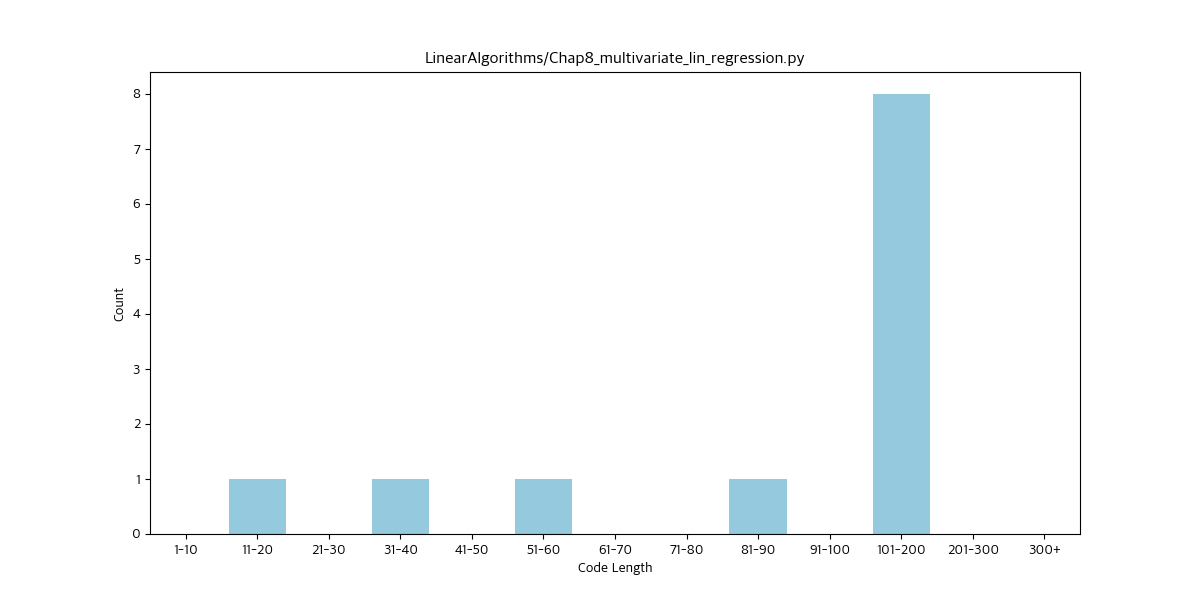 LinearAlgorithms/Chap8_multivariate_lin_regression.py
8
7
6
5
4
3
2
1
0
Count
1-10 11-20 21-30 31-40 41-50 51-60 61-70 71-80 81-90 91-100 101-200 201-300 300+
Code Length